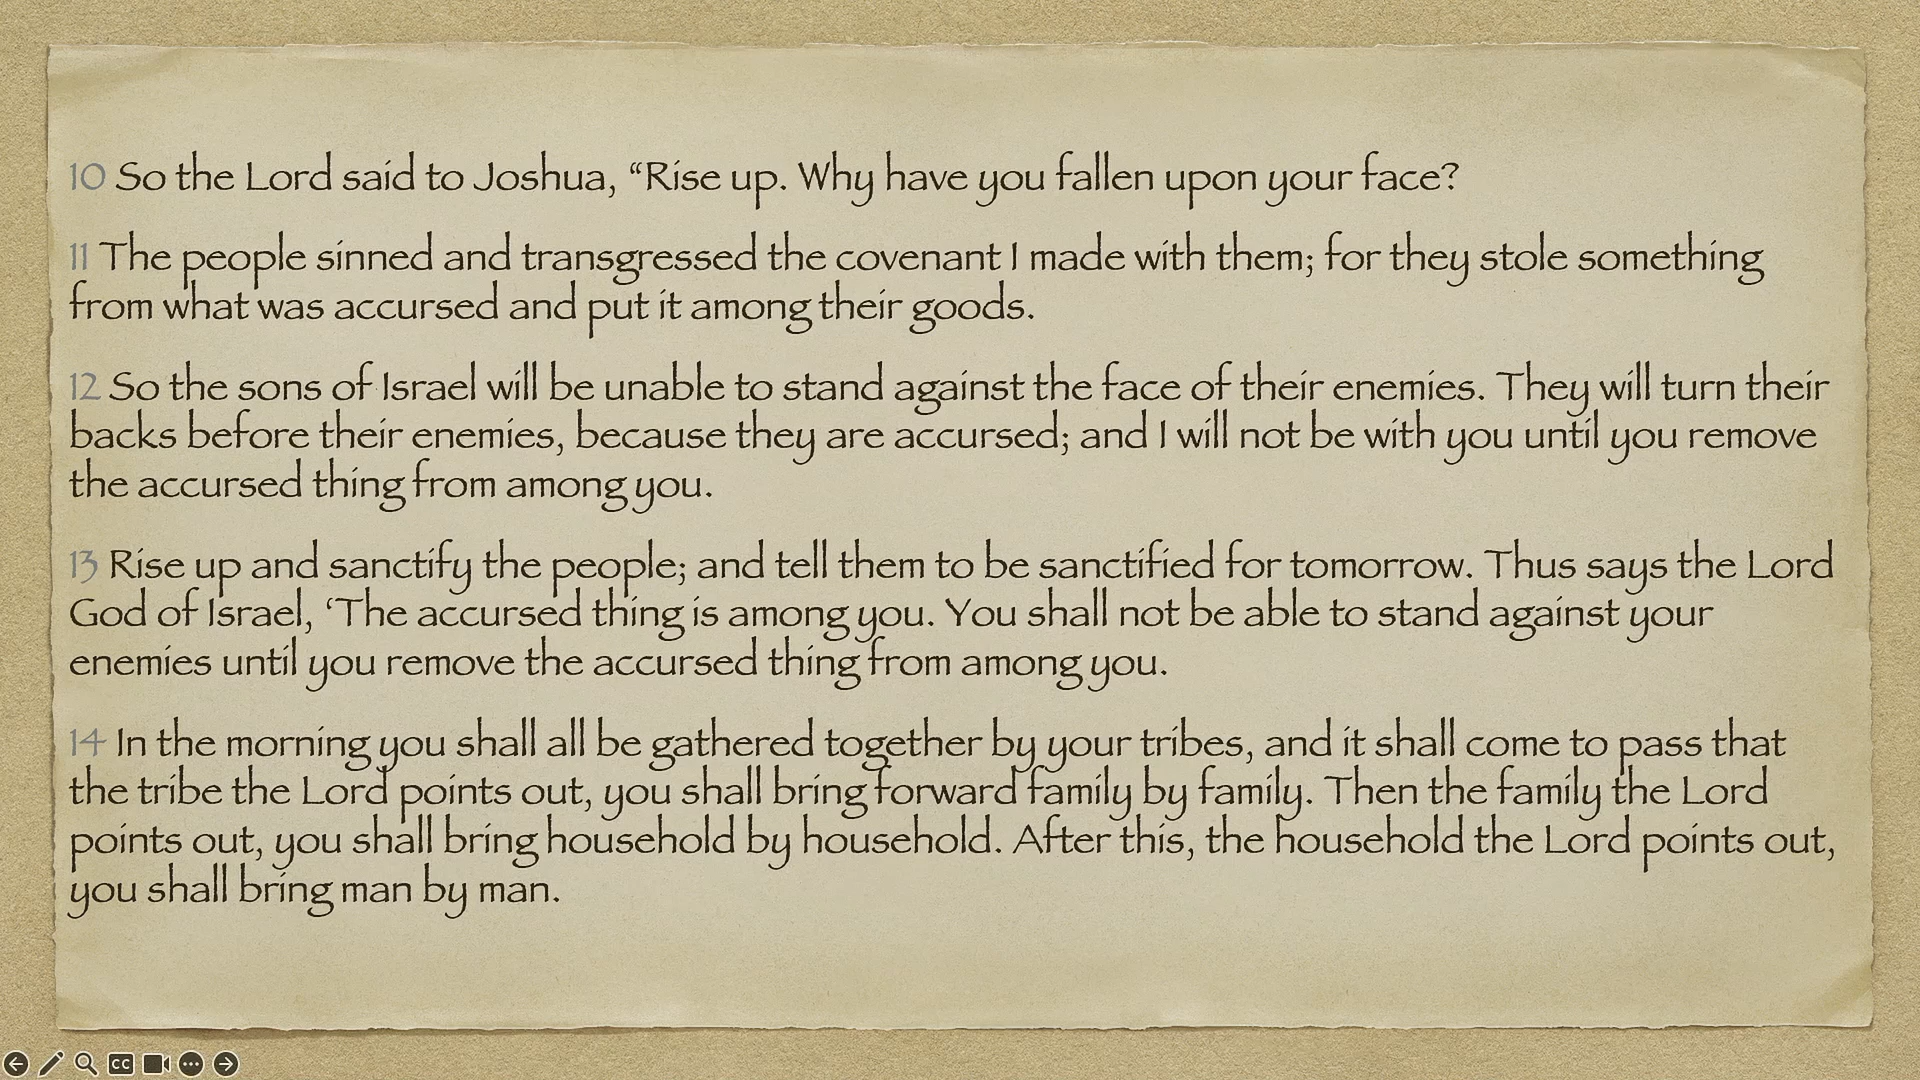 10 So the Lord said to Joshua, “Rise up. Why have you fallen upon your face?
11 The people sinned and transgressed the covenant I made with them; for they stole something
from what was accursed and put it among their goods.
12 So the sons of Israel will be unable to stand against the face of their enemies. They will turn their
backs before their enemies, because they are accursed; and I will not be with you until you remove
the accursed thing from among you.
13 Rise up and sanctify the people; and tell them to be sanctified for tomorrow. Thus says the Lord
God of Israel, ‘The accursed thing is among you. You shall not be able to stand against your
enemies until you remove the accursed thing from among you.
14 In the morning you shall all be gathered together by your tribes, and it shall come to pass that
the tribe the Lord points out, you shall bring forward family by family. Then the family the Lord
points out, you shall bring household by household. After this, the household the Lord points out,
you shall bring man by man.
CC